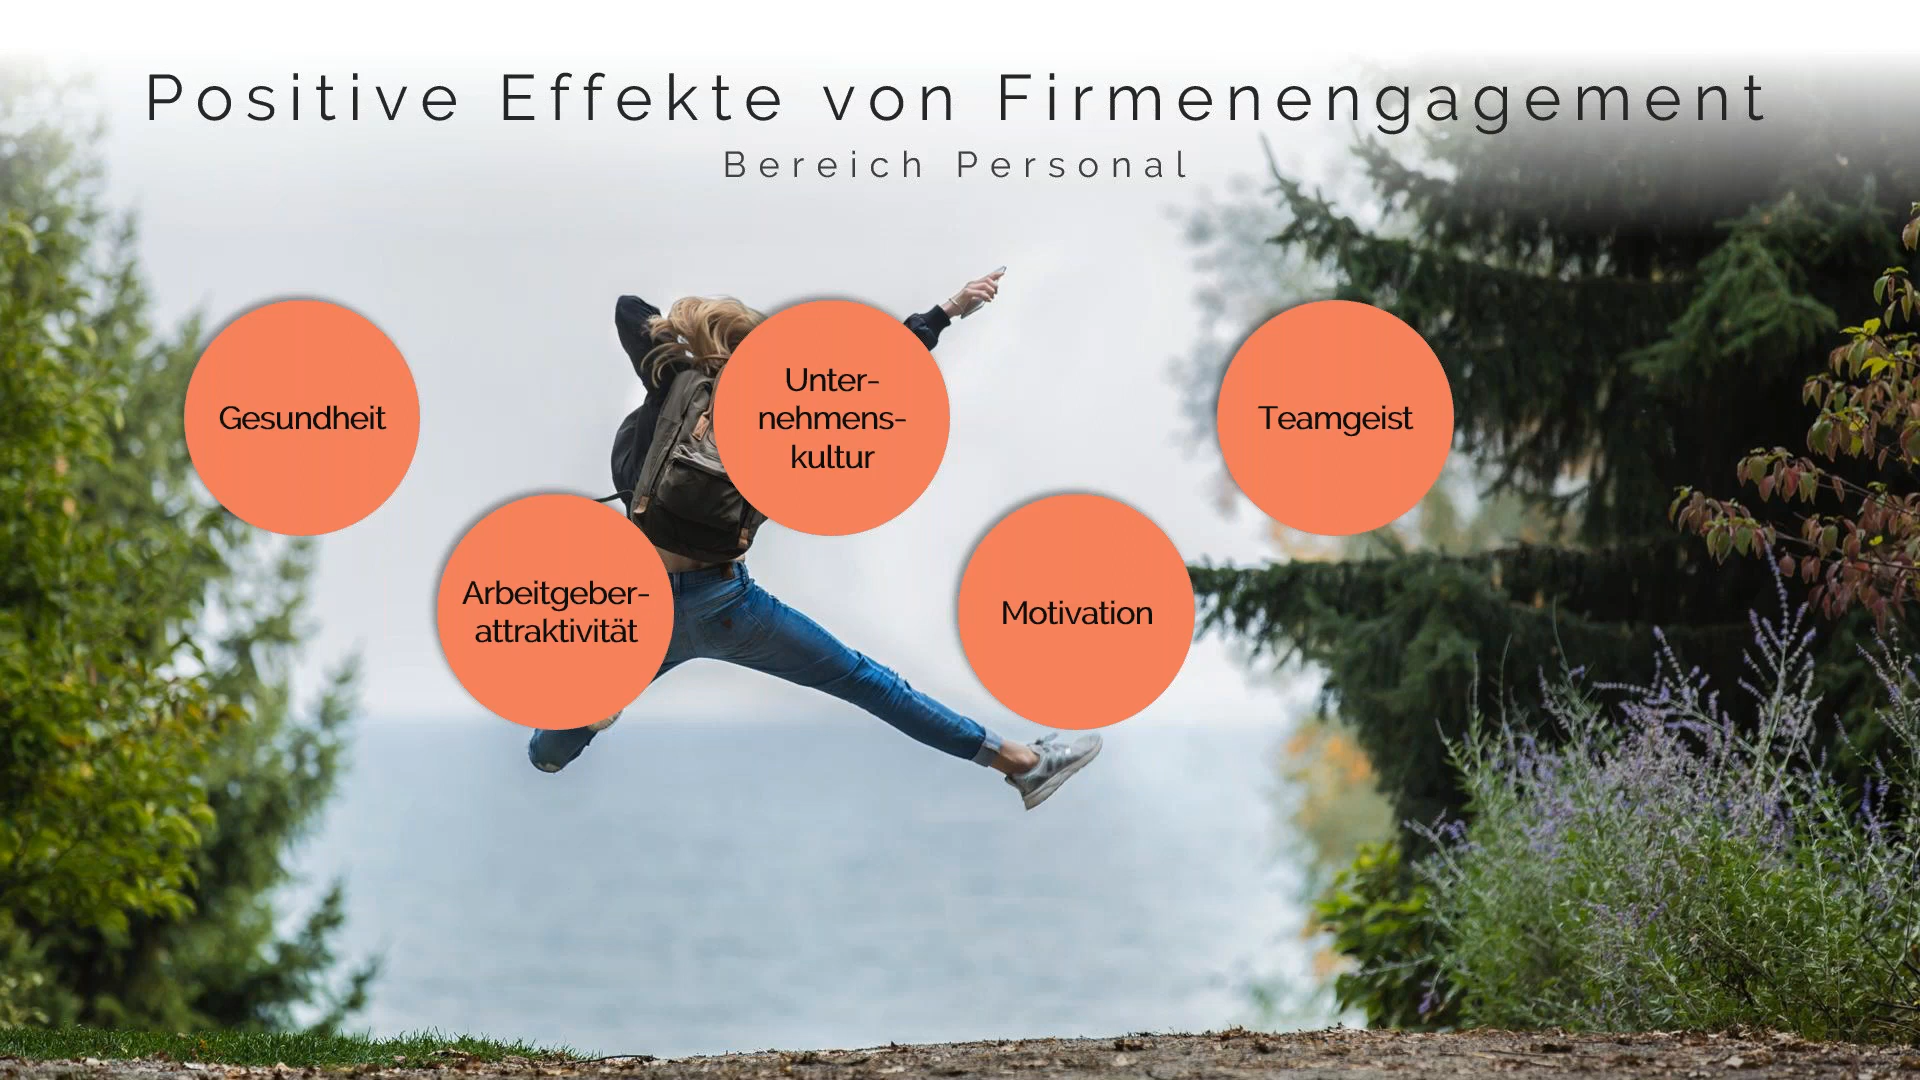 Positive Effekte von Firmenengagement
Bereich Personal
Gesundheit
Arbeitgeber-
attraktivität
Unter-
nehmens-
kultur
Motivation
Teamgeist